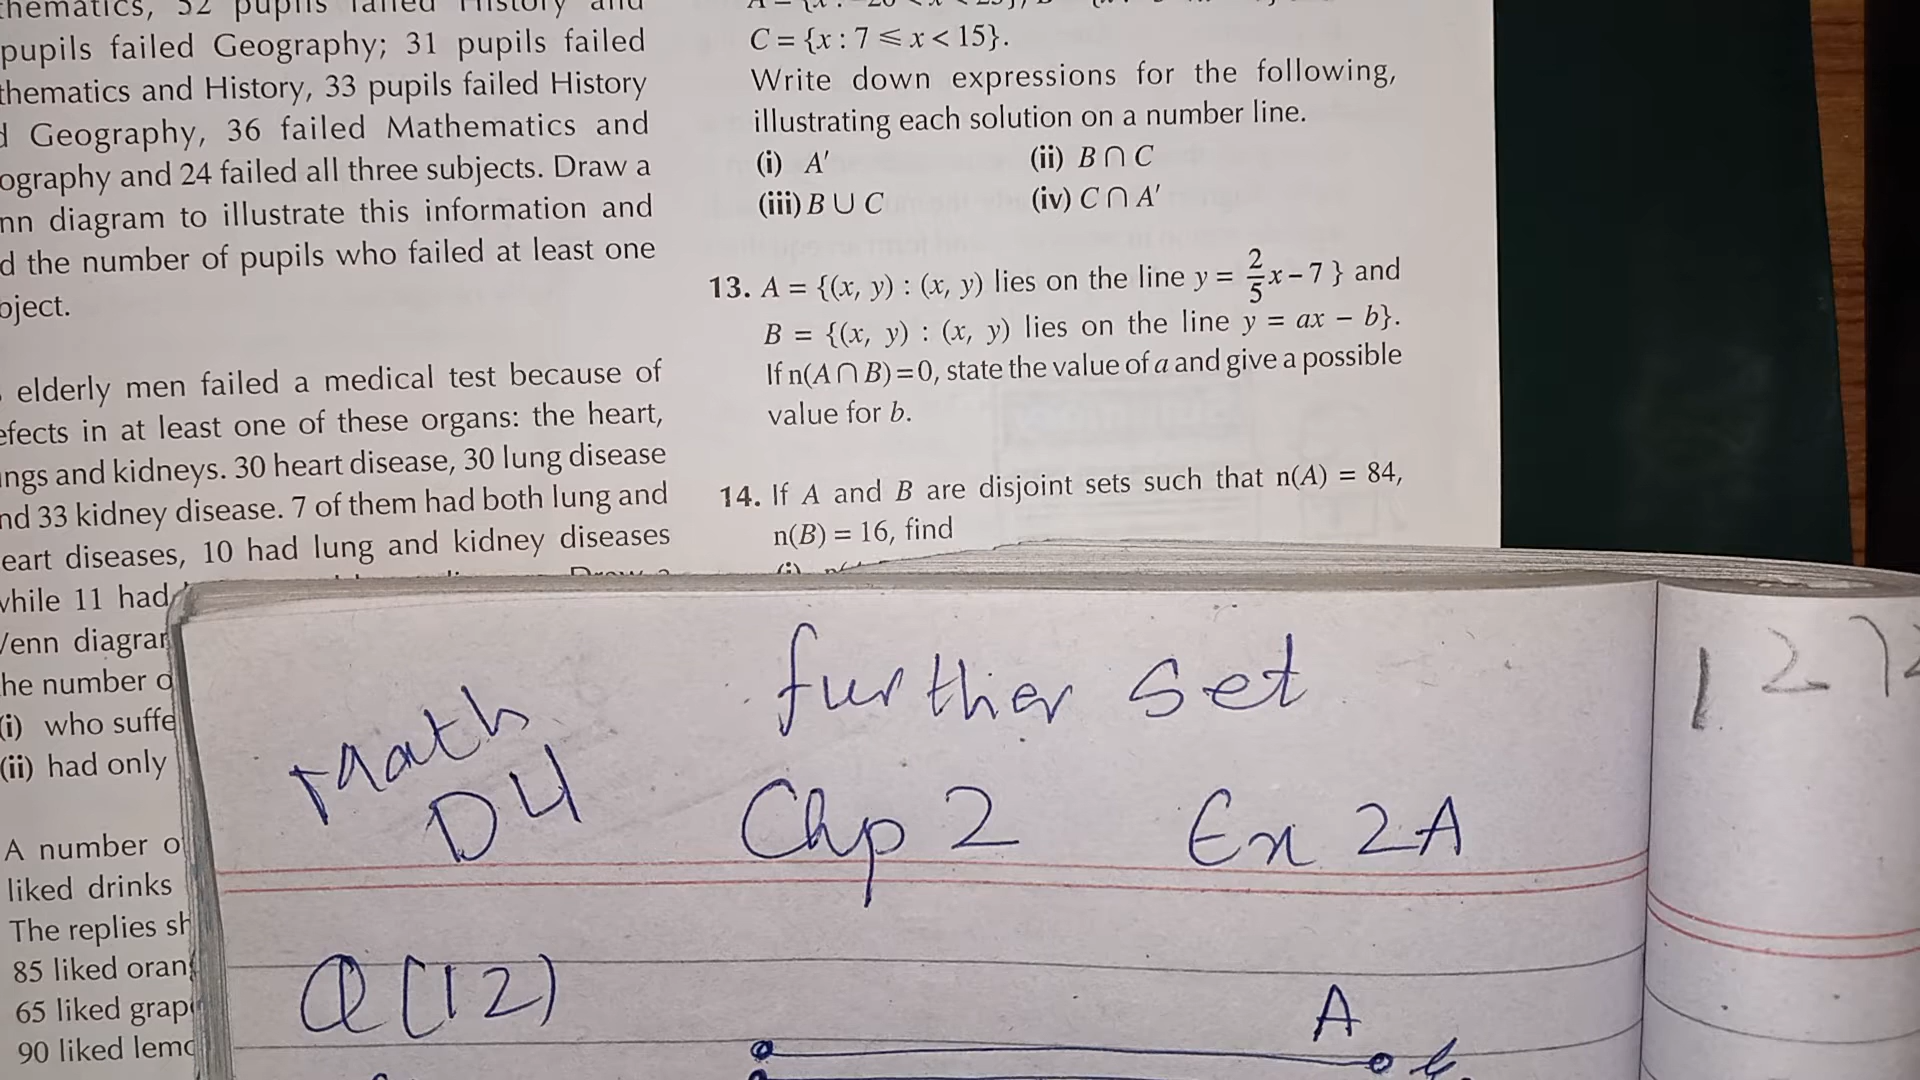 pupils failed Geography; 31 pupils failed
thematics and History, 33 pupils failed History
Geography, 36 failed Mathematics and
ography and 24 failed all three subjects. Draw a
nn diagram to illustrate this information and
d the number of pupils who failed at least one
bject.
elderly men failed a medical test because of
efects in at least one of these organs: the heart,
ngs and kidneys. 30 heart disease, 30 lung disease
nd 33 kidney disease. 7 of them had both lung and
eart diseases, 10 had lung and kidney diseases
while 11 had
Venn diagra
he number o
(i) who suffe
(ii) had only
A number o
liked drinks
The replies sh
85 liked oran
65 liked grap
90 liked lemo
C = {x : 7 ⩽ x < 15}.
Write down expressions for the following,
illustrating each solution on a number line.
(i) A′ (ii) B ∩ C
(iii) B ∪ C (iv) C ∩ A′
13. A = {(x, y) : (x, y) lies on the line y = 2/5 x – 7 } and
B = {(x, y) : (x, y) lies on the line y = ax – b}.
If n(A ∩ B) = 0, state the value of a and give a possible
value for b.
14. If A and B are disjoint sets such that n(A) = 84,
n(B) = 16, find
further set
Math
D4
Chp 2 Ex 2A
Q(12)
A